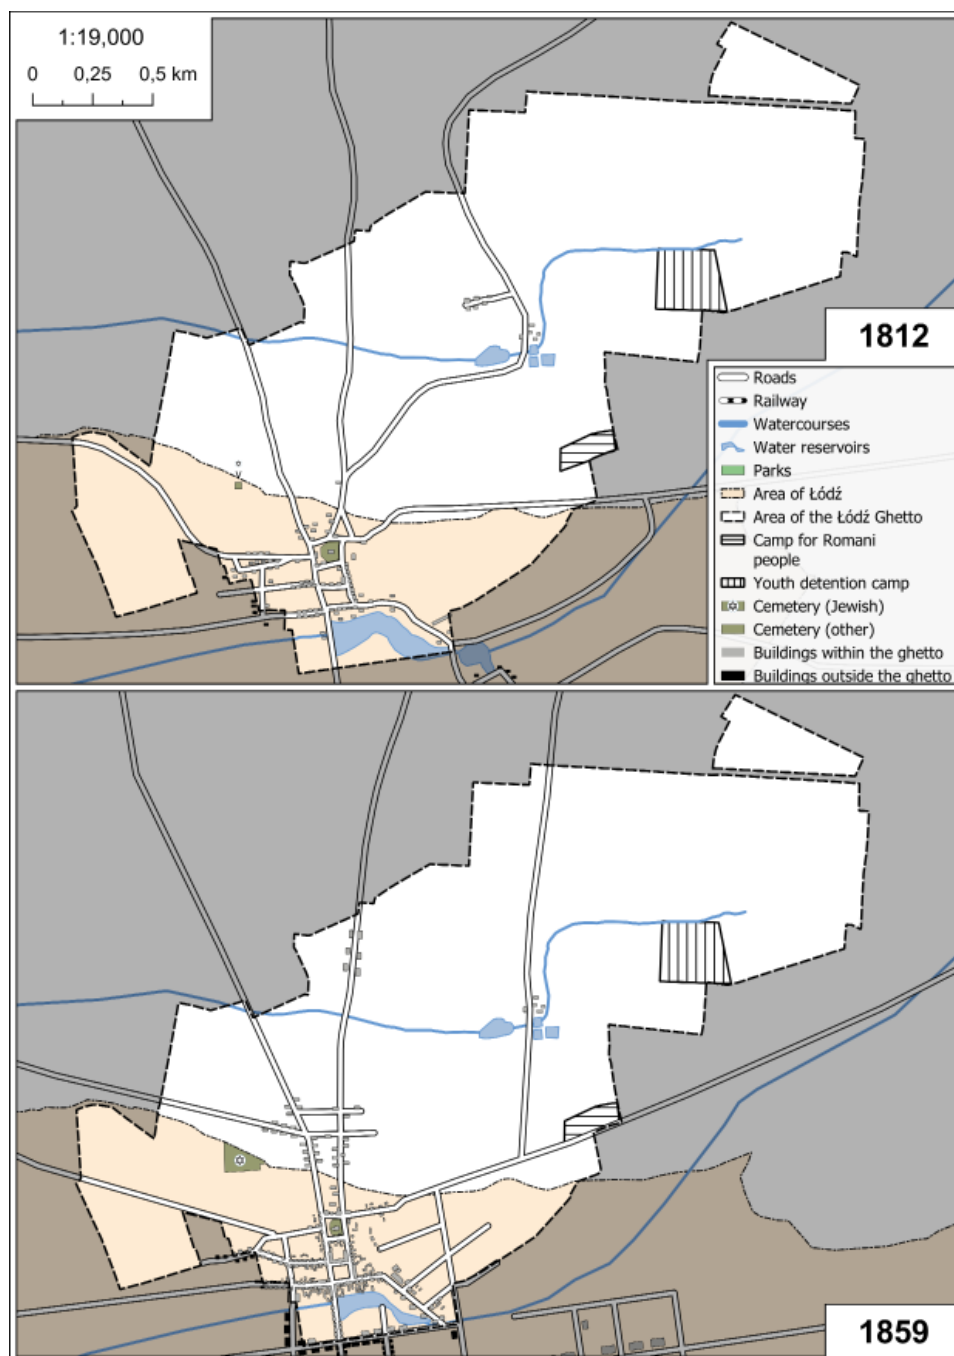 1:19,000
0 0,25 0,5 km
1812
Roads
Railway
Watercourses
Water reservoirs
Parks
Area of Łódź
Area of the Łódź Ghetto
Camp for Romani
people
Youth detention camp
Cemetery (Jewish)
Cemetery (other)
Buildings within the ghetto
Buildings outside the ghetto
1859